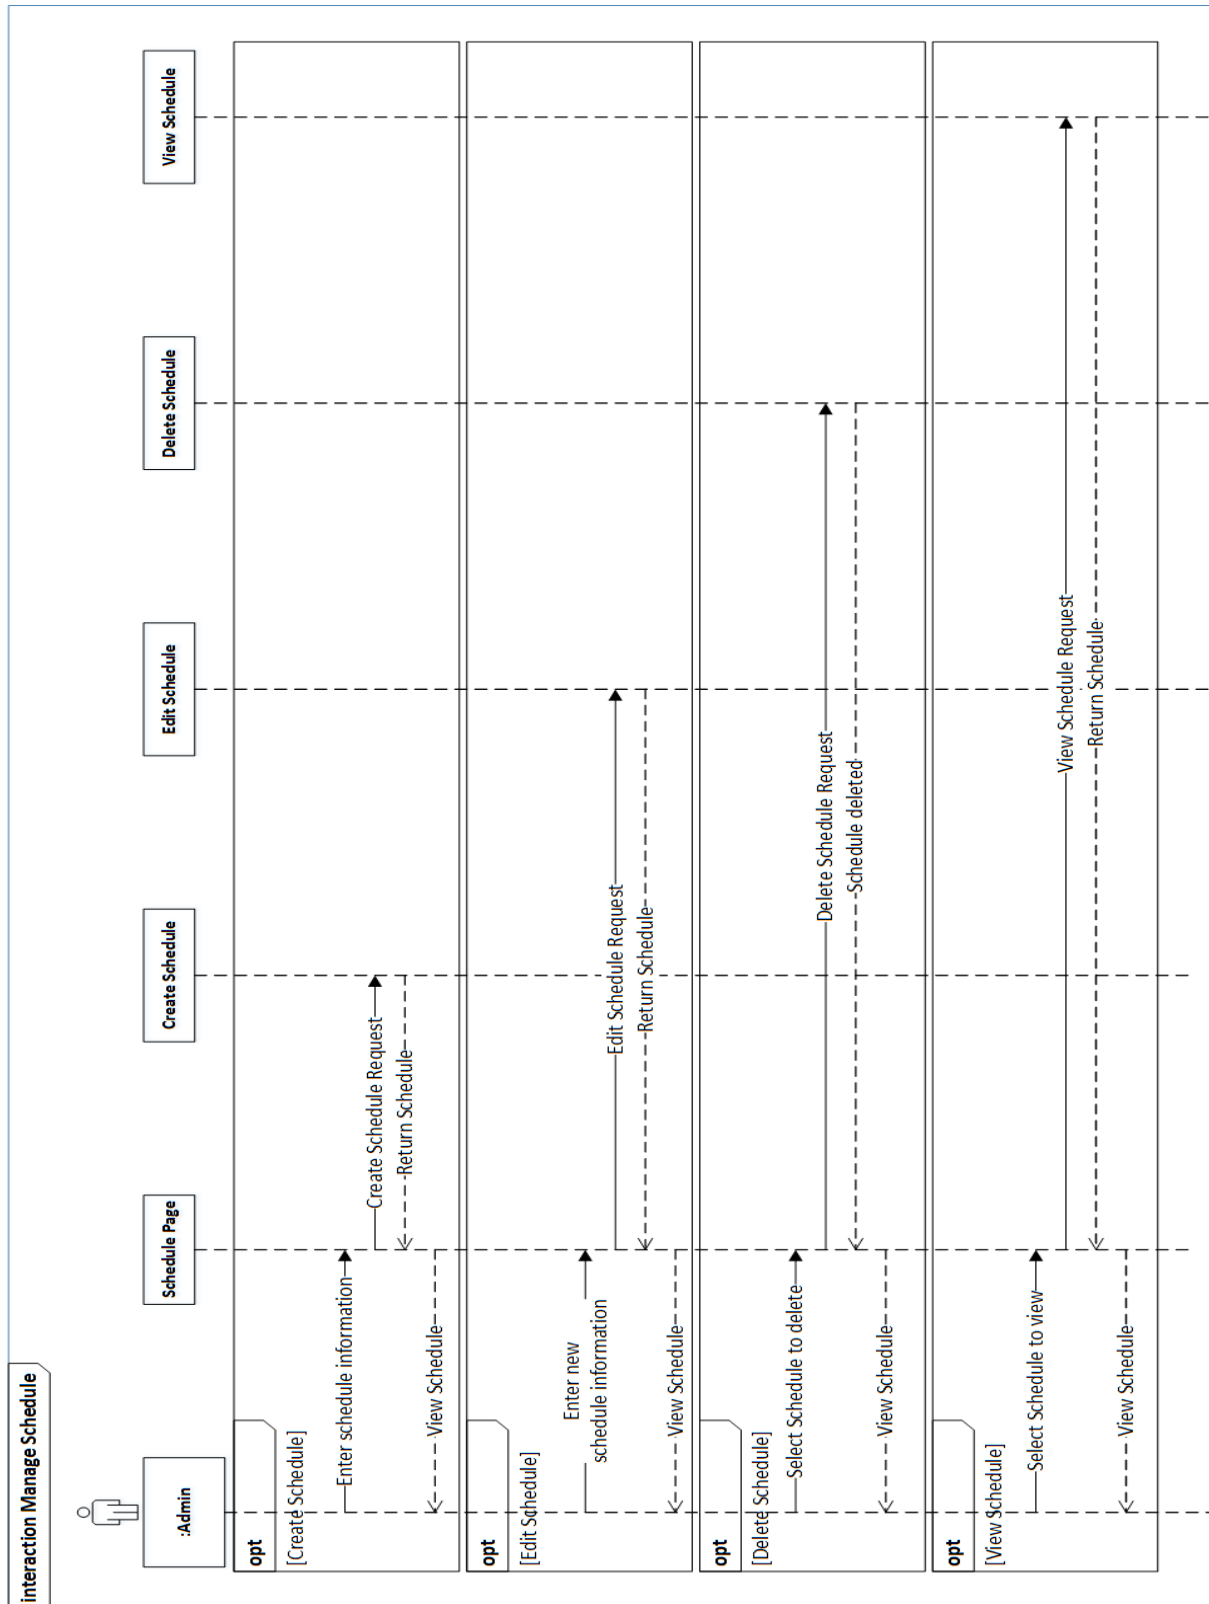 interaction Manage Schedule
:Admin
Schedule Page
Create Schedule
Edit Schedule
Delete Schedule
View Schedule
opt
[Create Schedule]
Enter schedule information
Create Schedule Request
Return Schedule
View Schedule
opt
[Edit Schedule]
Enter new
schedule information
Edit Schedule Request
Return Schedule
View Schedule
opt
[Delete Schedule]
Select Schedule to delete
Delete Schedule Request
Schedule deleted
View Schedule
opt
[View Schedule]
Select Schedule to view
View Schedule Request
Return Schedule
View Schedule